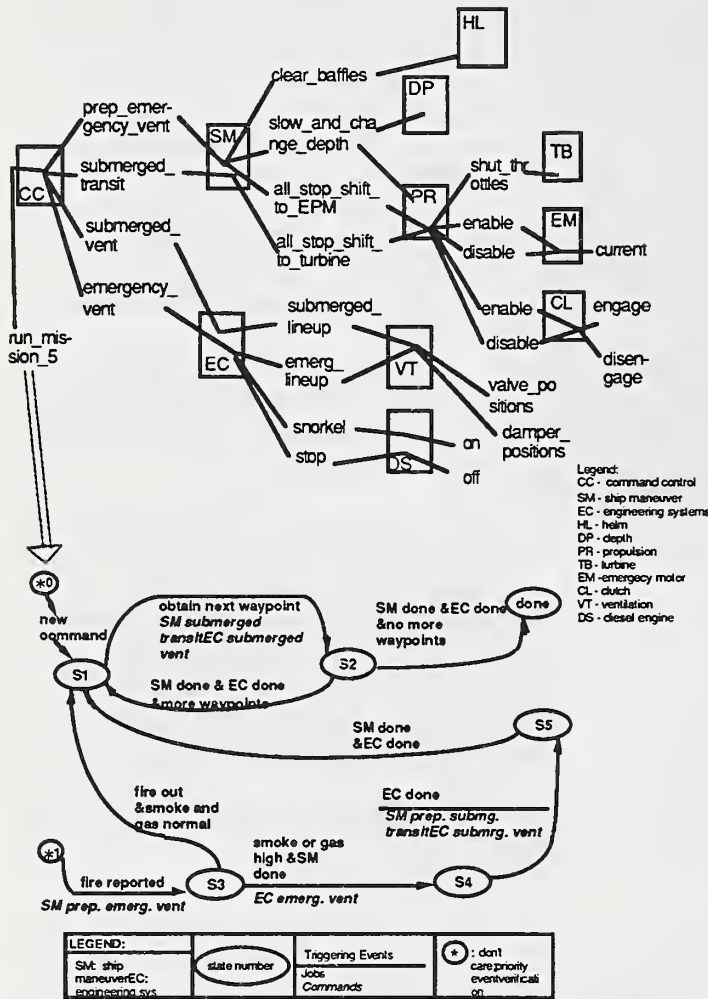 HL
clear_baffles
DP
prep_emer-
gency_vent
SM
slow_and_cha
nge_depth
TB
shut_thr
ottles
CC
submerged_
transit
all_stop_shift_
to_EPM
PR
enable
EM
submerged_
vent
all_stop_shift_
to_turbine
disable
current
emergency_
vent
submerged_
lineup
enable
CL
engage
run_mis-
sion_5
EC
emerg_
lineup
VT
disable
disen-
gage
valve_po
sitions
snorkel
on
damper_
positions
stop
DS
off
Legend:
CC - command control
SM - ship maneuver
EC - engineering systems
HL - helm
DP - depth
PR - propulsion
TB - turbine
EM -emergecy motor
CL - clutch
VT - ventilation
DS - diesel engine
*0
new
command
obtain next waypoint
SM submerged
transitEC submerged
vent
SM done &EC done
&no more
waypoints
done
S1
S2
SM done & EC done
&more waypoints
SM done
&EC done
S5
fire out
&smoke and
gas normal
EC done
SM prep. submg.
transitEC submrg. vent
*1
fire reported
SM prep. emerg. vent
S3
smoke or gas
high &SM
done
EC emerg. vent
S4
LEGEND:
SM: ship
maneuverEC:
engineering sys
state number
Triggering Events
Jobs
Commands
* : dont
care:priority
eventverificati
on